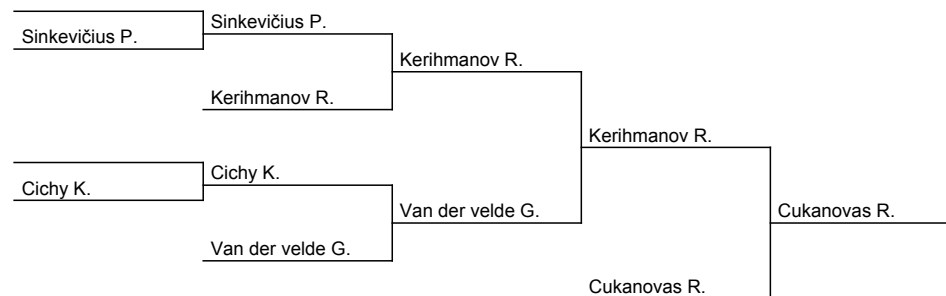 Sinkevičius P.
Sinkevičius P.
Kerihmanov R.
Kerihmanov R.
Kerihmanov R.
Cichy K.
Cichy K.
Van der velde G.
Cukanovas R.
Van der velde G.
Cukanovas R.